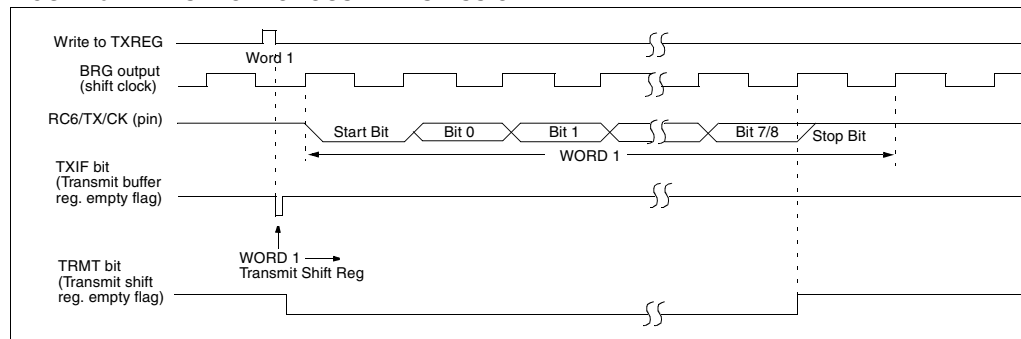 Write to TXREG
Word 1
BRG output
(shift clock)
RC6/TX/CK (pin)
Start Bit
Bit 0
Bit 1
Bit 7/8
Stop Bit
WORD 1
TXIF bit
(Transmit buffer
reg. empty flag)
WORD 1
Transmit Shift Reg
TRMT bit
(Transmit shift
reg. empty flag)